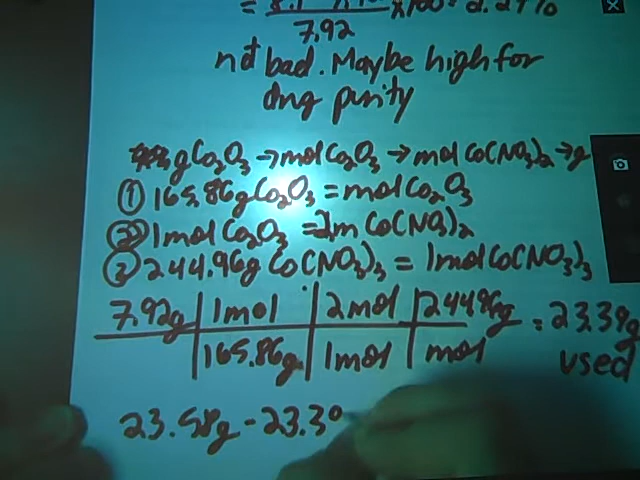 7.92
not bad. Maybe high for
drug purity
g Co2O3 → mol Co2O3 → mol Co(NO3)2 → g
① 165.86g Co2O3 = mol Co2O3
② 1mol Co2O3 = 2m Co(NO3)2
③ 244.96g Co(NO3)3 = 1mol Co(NO3)3
7.92g | 1mol | 2mol | 244.96g = 23.39g
165.86g | 1mol | mol used
23.58g - 23.39